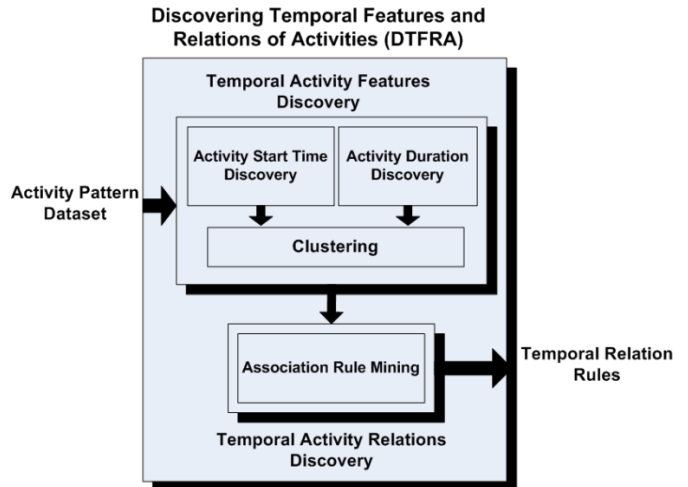 Discovering Temporal Features and
Relations of Activities (DTFRA)
Temporal Activity Features
Discovery
Activity Start Time
Discovery
Activity Duration
Discovery
Activity Pattern
Dataset
Clustering
Association Rule Mining
Temporal Relation
Rules
Temporal Activity Relations
Discovery